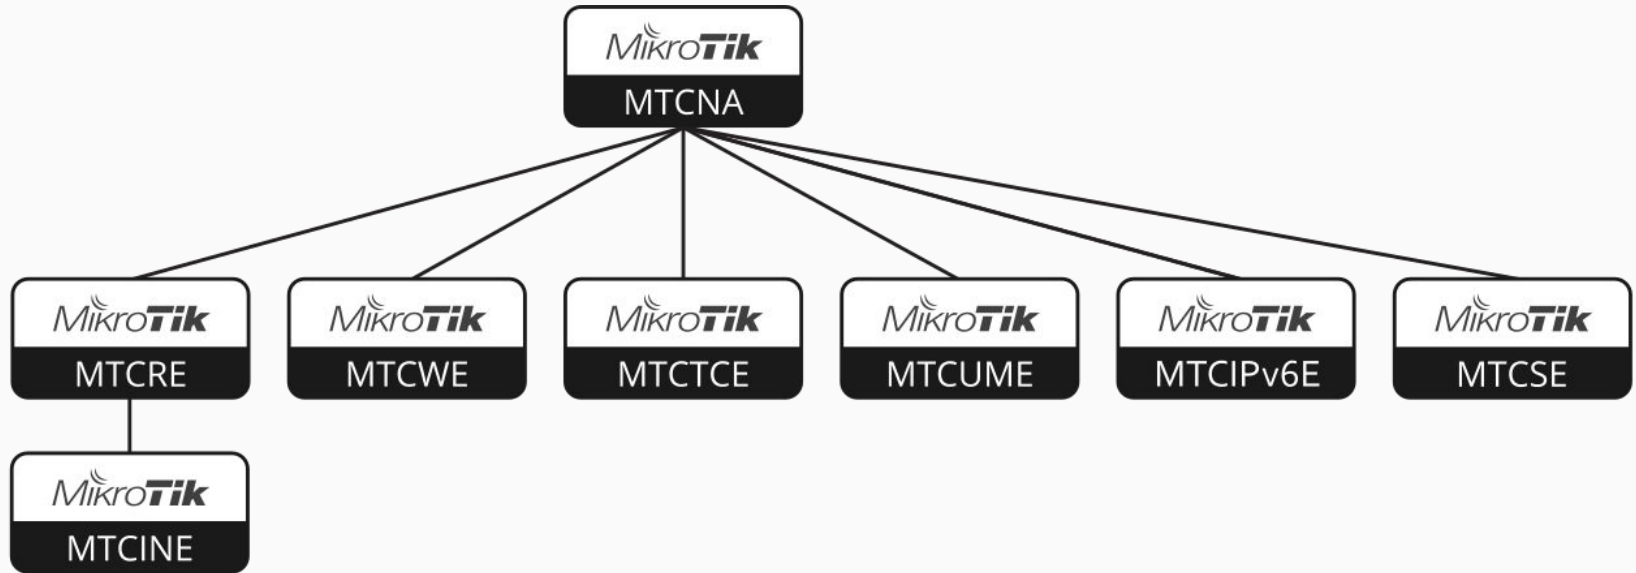 MikroTik
MTCNA
MikroTik
MTCRE
MikroTik
MTCWE
MikroTik
MTCTCE
MikroTik
MTCUME
MikroTik
MTCIPv6E
MikroTik
MTCSE
MikroTik
MTCINE